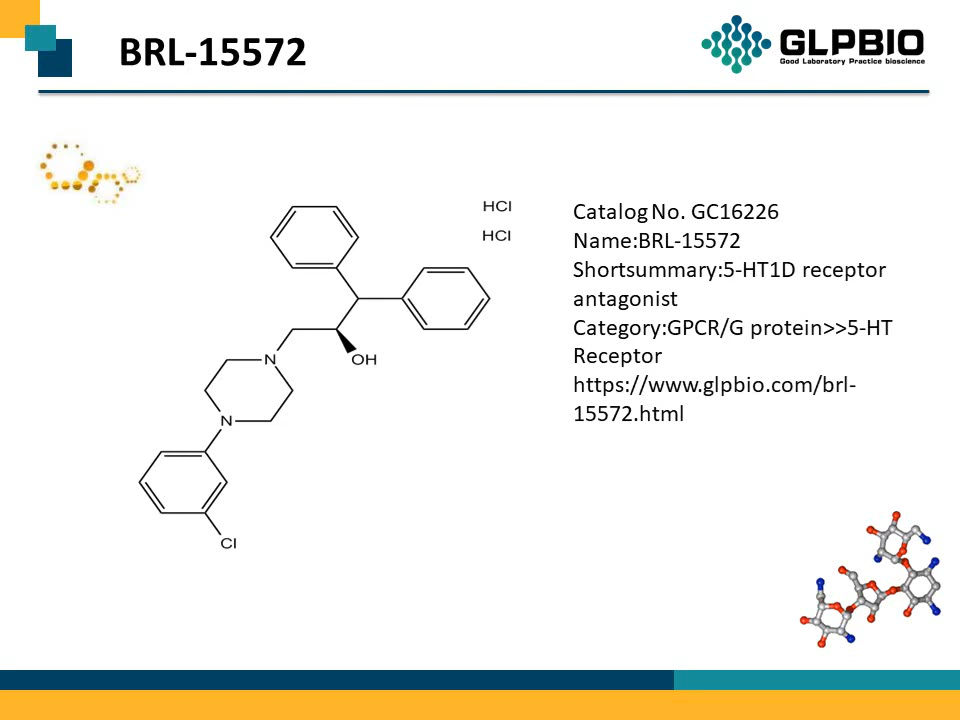 BRL-15572
GLPBIO
Good Laboratory Practice bioscience
HCl
HCl
OH
N
N
Cl
Catalog No. GC16226
Name:BRL-15572
Shortsummary:5-HT1D receptor
antagonist
Category:GPCR/G protein>>5-HT
Receptor
https://www.glpbio.com/brl-
15572.html